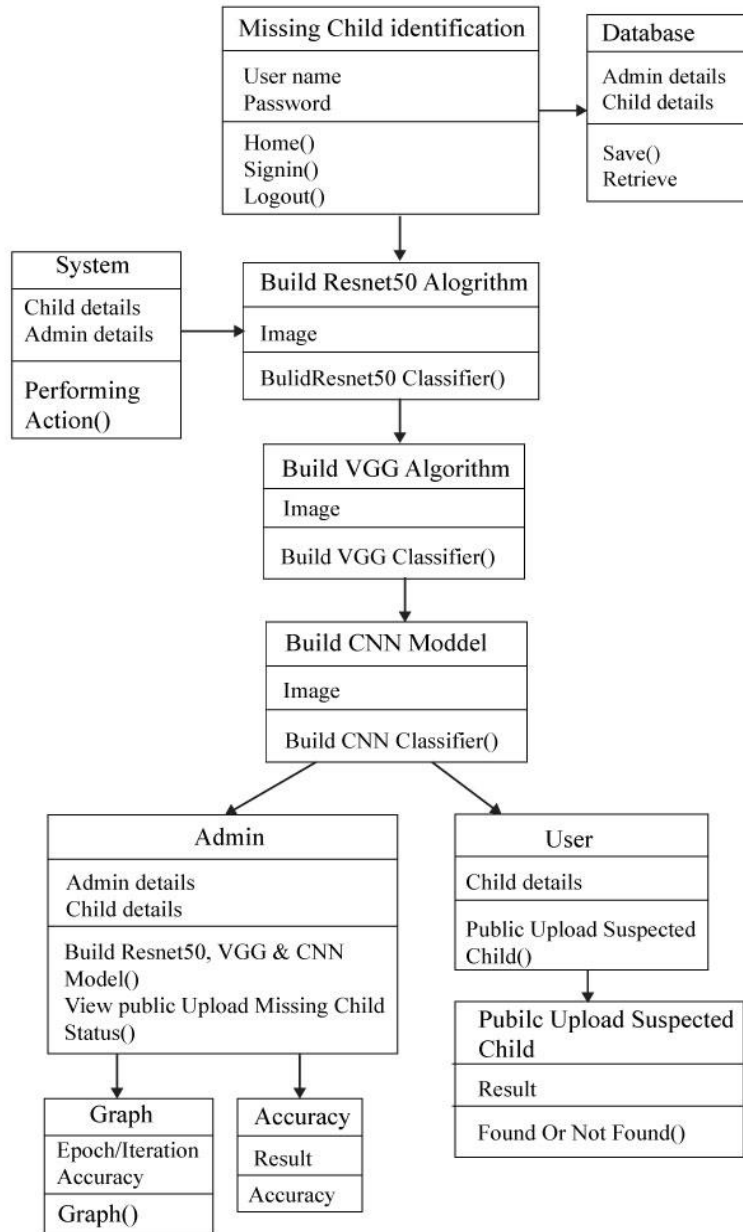 Missing Child identification
User name
Password
Home()
Signin()
Logout()
Database
Admin details
Child details
Save()
Retrieve
System
Child details
Admin details
Performing
Action()
Build Resnet50 Alogrithm
Image
BulidResnet50 Classifier()
Build VGG Algorithm
Image
Build VGG Classifier()
Build CNN Moddel
Image
Build CNN Classifier()
Admin
Admin details
Child details
Build Resnet50, VGG & CNN
Model()
View public Upload Missing Child
Status()
User
Child details
Public Upload Suspected
Child()
Pubilc Upload Suspected
Child
Result
Found Or Not Found()
Graph
Epoch/Iteration
Accuracy
Graph()
Accuracy
Result
Accuracy